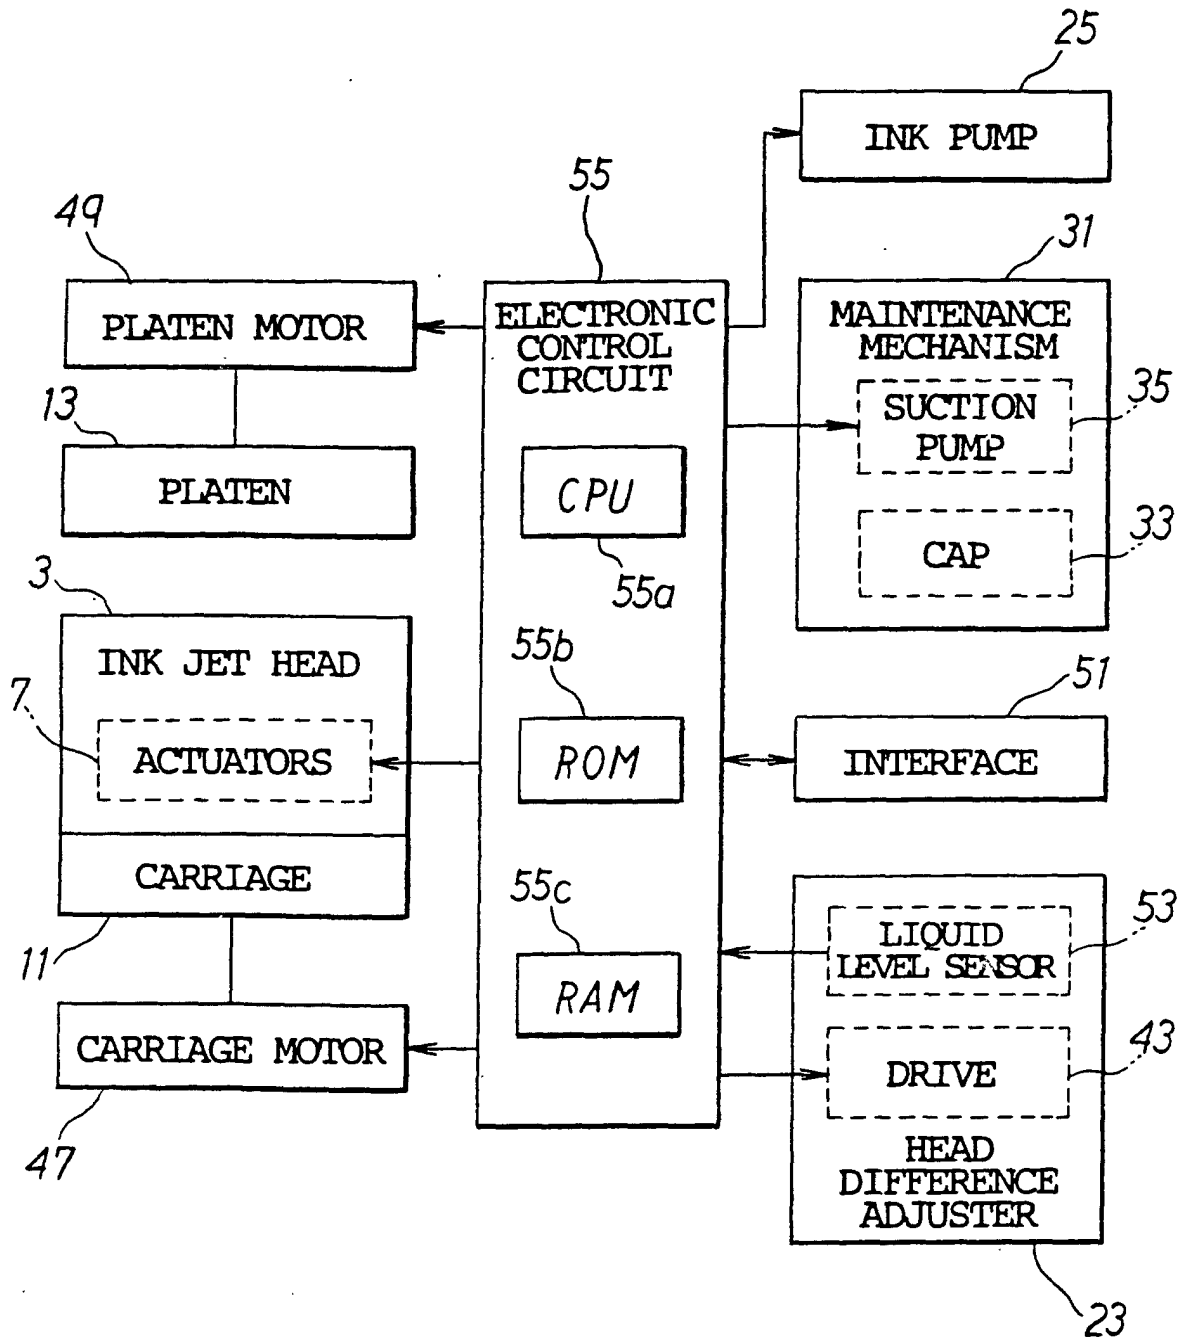 25
INK PUMP
55
49
PLATEN MOTOR
13
PLATEN
ELECTRONIC
CONTROL
CIRCUIT
CPU
55a
55b
ROM
55c
RAM
31
MAINTENANCE
MECHANISM
SUCTION
PUMP
35
CAP
33
3
INK JET HEAD
7
ACTUATORS
CARRIAGE
11
CARRIAGE MOTOR
47
51
INTERFACE
LIQUID
LEVEL SENSOR
53
DRIVE
43
HEAD
DIFFERENCE
ADJUSTER
23